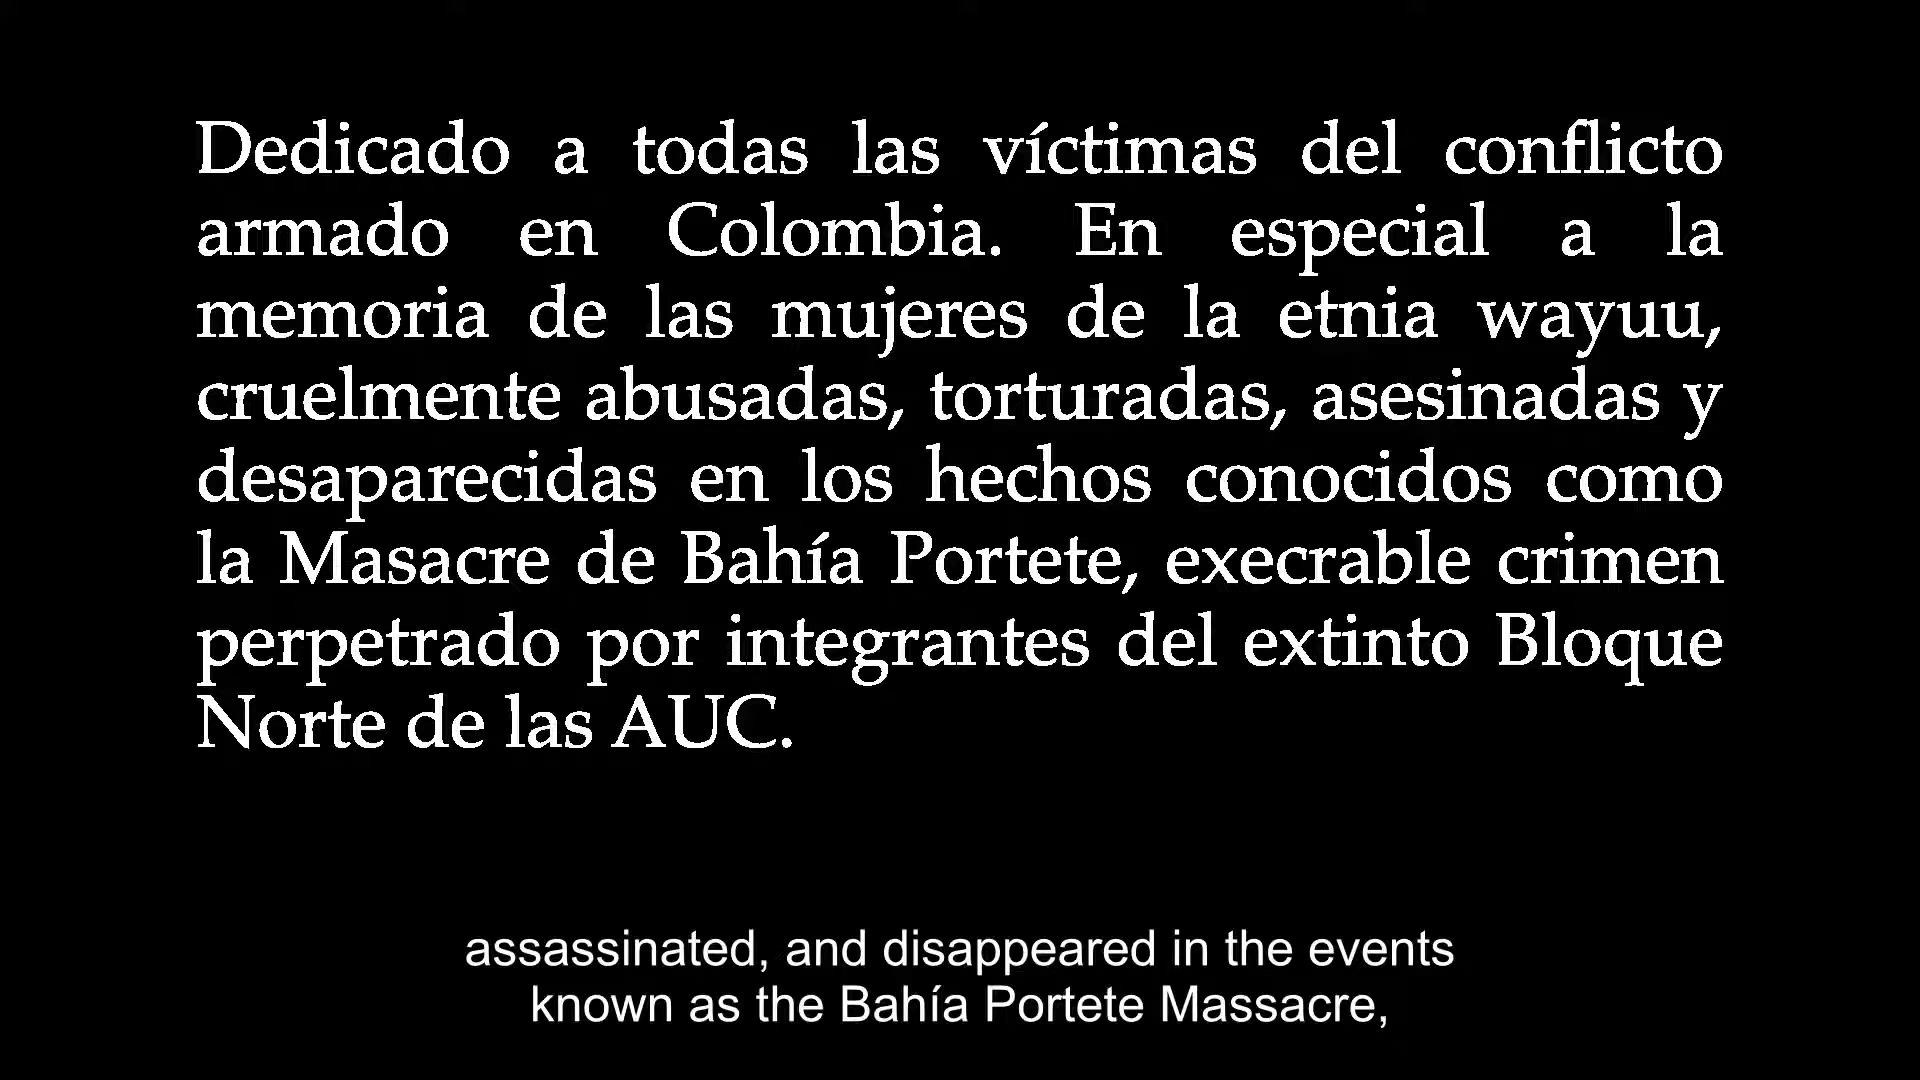 Dedicado a todas las víctimas del conflicto
armado en Colombia. En especial a la
memoria de las mujeres de la etnia wayuu,
cruelmente abusadas, torturadas, asesinadas y
desaparecidas en los hechos conocidos como
la Masacre de Bahía Portete, execrable crimen
perpetrado por integrantes del extinto Bloque
Norte de las AUC.
assassinated, and disappeared in the events
known as the Bahía Portete Massacre,